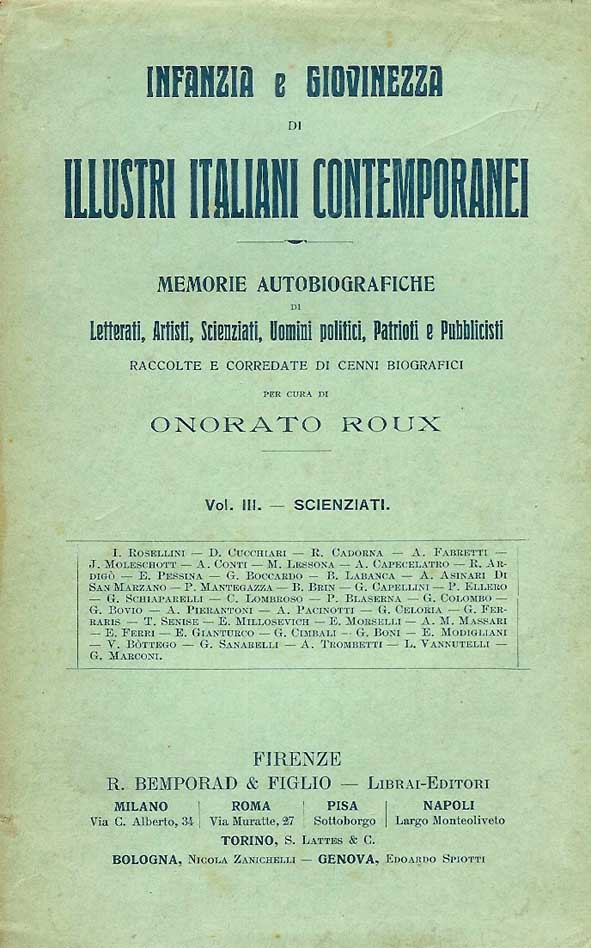 INFANZIA e GIOVINEZZA
DI
ILLUSTRI ITALIANI CONTEMPORANEI
MEMORIE AUTOBIOGRAFICHE
DI
Letterati, Artisti, Scienziati, Uomini politici, Patrioti e Pubblicisti
RACCOLTE E CORREDATE DI CENNI BIOGRAFICI
PER CURA DI
ONORATO ROUX
Vol. III. — SCIENZIATI.
I. Rosellini — D. Cucchiari — R. Cadorna — A. Fabretti —
J. Moleschott — A. Conti — M. Lessona — A. Capecelatro — R. Ar-
digò — E. Pessina — G. Boccardo — B. Labanca — A. Asinari Di
San Marzano — P. Mantegazza — B. Brin — G. Capellini — P. Ellero
— G. Schiaparelli — C. Lombroso — P. Blaserna — G. Colombo —
G. Bovio — A. Pierantoni — A. Pacinotti — G. Celoria — G. Fer-
raris — T. Senise — E. Millosevich — E. Morselli — A. M. Massari
— E. Ferri — E. Gianturco — G. Cimbali — G. Boni — E. Modigliani
— V. Bòttego — G. Sanarelli — A. Trombetti — L. Vannutelli —
G. Marconi.
FIRENZE
R. BEMPORAD & FIGLIO — Librai-Editori
MILANO ROMA PISA NAPOLI
Via C. Alberto, 34 Via Muratte, 27 Sottoborgo Largo Monteoliveto
TORINO, S. Lattes & C.
BOLOGNA, Nicola Zanichelli — GENOVA, Edoardo Spiotti